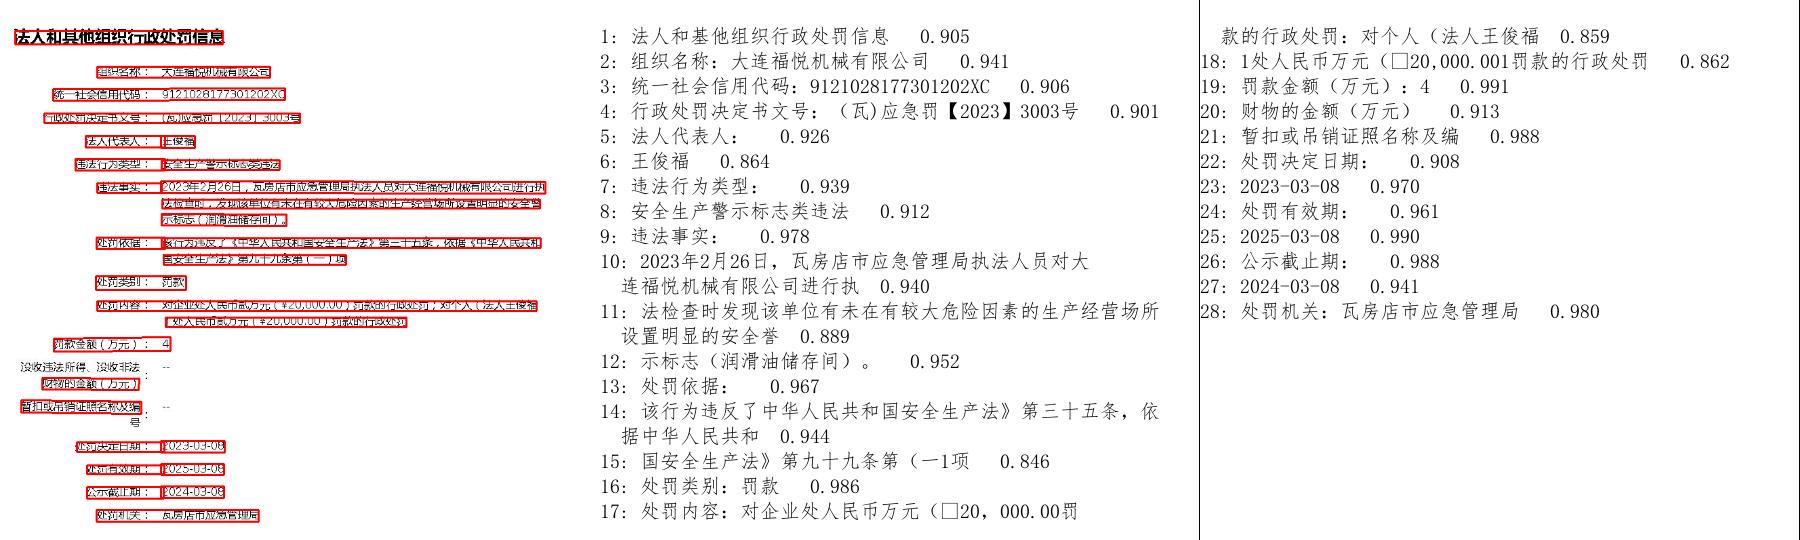 法人和其他组织行政处罚信息
组织名称： 大连福悦机械有限公司
统一社会信用代码： 9121028177301202XC
行政处罚决定书文号： (瓦)应急罚【2023】3003号
法人代表人： 王俊福
违法行为类型： 安全生产警示标志类违法
违法事实： 2023年2月26日，瓦房店市应急管理局执法人员对大连福悦机械有限公司进行执
法检查时，发现该单位有未在有较大危险因素的生产经营场所设置明显的安全警
示标志（润滑油储存间）。
处罚依据： 该行为违反了《中华人民共和国安全生产法》第三十五条，依据《中华人民共和
国安全生产法》第九十九条第（一）项
处罚类别： 罚款
处罚内容： 对企业处人民币贰万元（¥20,000.00）罚款的行政处罚；对个人（法人王俊福
）处人民币贰万元（¥20,000.00）罚款的行政处罚
罚款金额（万元）： 4
没收违法所得、没收非法
财物的金额（万元） ： --
暂扣或吊销证照名称及编
号 ： --
处罚决定日期： 2023-03-08
处罚有效期： 2025-03-08
公示截止期： 2024-03-08
处罚机关： 瓦房店市应急管理局
1: 法人和基他组织行政处罚信息 0.905
2: 组织名称: 大连福悦机械有限公司 0.941
3: 统一社会信用代码: 9121028177301202XC 0.906
4: 行政处罚决定书文号: （瓦)应急罚【2023】3003号 0.901
5: 法人代表人: 0.926
6: 王俊福 0.864
7: 违法行为类型: 0.939
8: 安全生产警示标志类违法 0.912
9: 违法事实: 0.978
10: 2023年2月26日，瓦房店市应急管理局执法人员对大
连福悦机械有限公司进行执 0.940
11: 法检查时发现该单位有未在有较大危险因素的生产经营场所
设置明显的安全誉 0.889
12: 示标志（润滑油储存间）。 0.952
13: 处罚依据: 0.967
14: 该行为违反了中华人民共和国安全生产法》第三十五条，依
据中华人民共和 0.944
15: 国安全生产法》第九十九条第（一1项 0.846
16: 处罚类别: 罚款 0.986
17: 处罚内容: 对企业处人民币万元（□20，000.00罚
款的行政处罚: 对个人（法人王俊福 0.859
18: 1处人民币万元（□20,000.001罚款的行政处罚 0.862
19: 罚款金额（万元）: 4 0.991
20: 财物的金额（万元） 0.913
21: 暂扣或吊销证照名称及编 0.988
22: 处罚决定日期: 0.908
23: 2023-03-08 0.970
24: 处罚有效期: 0.961
25: 2025-03-08 0.990
26: 公示截止期: 0.988
27: 2024-03-08 0.941
28: 处罚机关: 瓦房店市应急管理局 0.980